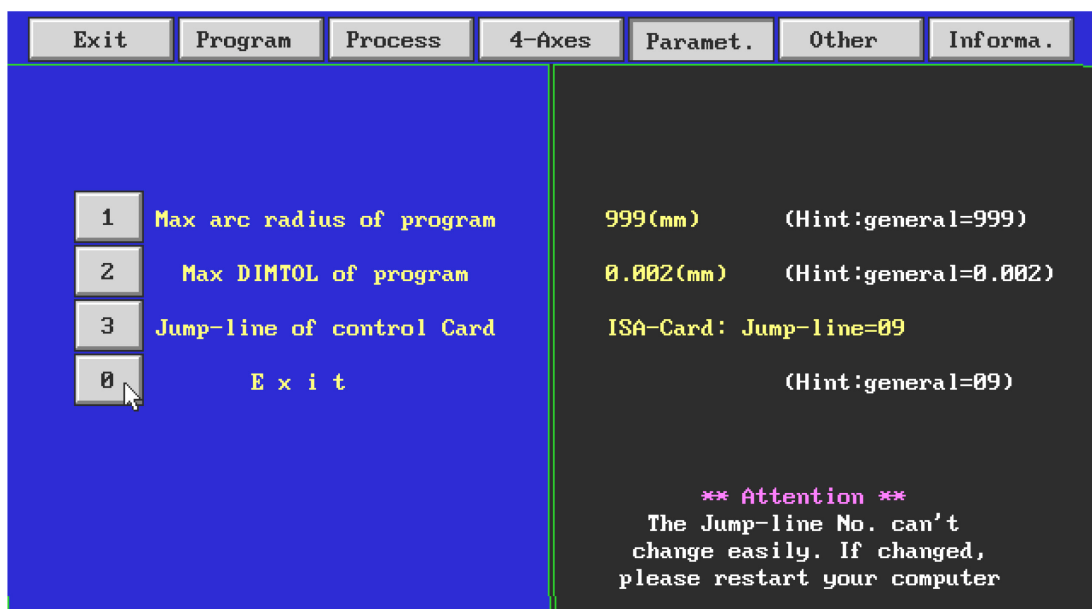 Exit Program Process 4-Axes Paramet. Other Informa.
1 Max arc radius of program 999(mm) (Hint:general=999)
2 Max DIMTOL of program 0.002(mm) (Hint:general=0.002)
3 Jump-line of control Card ISA-Card: Jump-line=09
0 E x i t (Hint:general=09)
** Attention **
The Jump-line No. can't
change easily. If changed,
please restart your computer